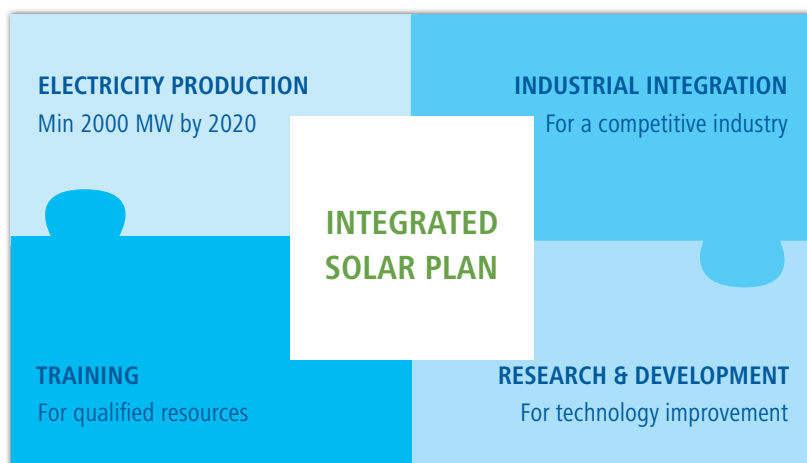 ELECTRICITY PRODUCTION
Min 2000 MW by 2020
INDUSTRIAL INTEGRATION
For a competitive industry
INTEGRATED
SOLAR PLAN
TRAINING
For qualified resources
RESEARCH & DEVELOPMENT
For technology improvement